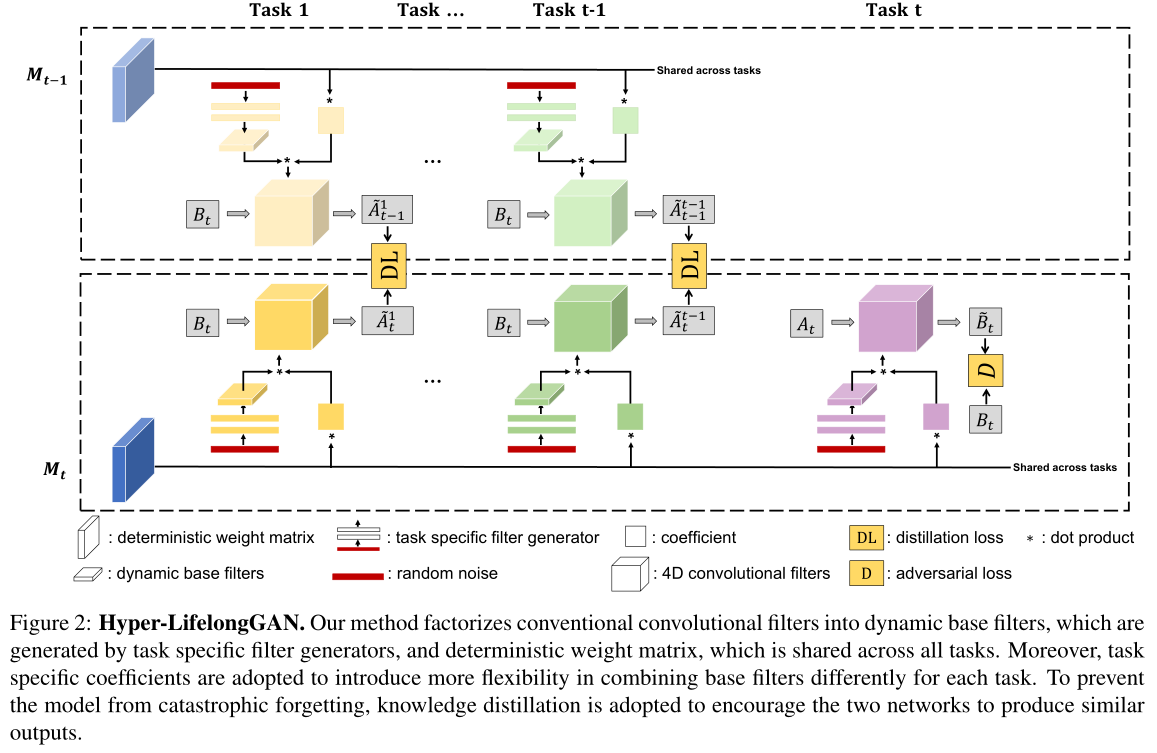 Task 1 Task … Task t-1 Task t
M_{t−1}
Shared across tasks
* *
* … *
B_t Ã^1_{t−1} B_t Ã^{t−1}_{t−1}
DL DL
B_t Ã^1_t B_t Ã^{t−1}_t A_t B̃_t
* … * * D
* * * B_t
M_t
Shared across tasks
: deterministic weight matrix : task specific filter generator : coefficient DL : distillation loss * : dot product
: dynamic base filters : random noise : 4D convolutional filters D : adversarial loss
Figure 2: Hyper-LifelongGAN. Our method factorizes conventional convolutional filters into dynamic base filters, which are
generated by task specific filter generators, and deterministic weight matrix, which is shared across all tasks. Moreover, task
specific coefficients are adopted to introduce more flexibility in combining base filters differently for each task. To prevent
the model from catastrophic forgetting, knowledge distillation is adopted to encourage the two networks to produce similar
outputs.